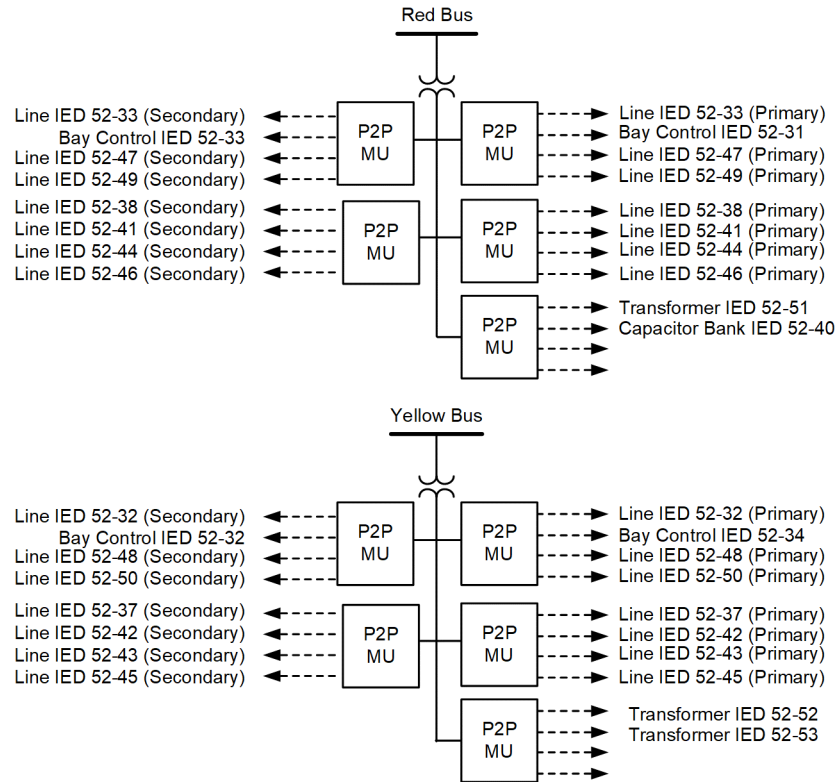 Red Bus
Line IED 52-33 (Secondary)
Bay Control IED 52-33
Line IED 52-47 (Secondary)
Line IED 52-49 (Secondary)
P2P
MU
P2P
MU
Line IED 52-33 (Primary)
Bay Control IED 52-31
Line IED 52-47 (Primary)
Line IED 52-49 (Primary)
Line IED 52-38 (Secondary)
Line IED 52-41 (Secondary)
Line IED 52-44 (Secondary)
Line IED 52-46 (Secondary)
P2P
MU
P2P
MU
Line IED 52-38 (Primary)
Line IED 52-41 (Primary)
Line IED 52-44 (Primary)
Line IED 52-46 (Primary)
P2P
MU
Transformer IED 52-51
Capacitor Bank IED 52-40
Yellow Bus
Line IED 52-32 (Secondary)
Bay Control IED 52-32
Line IED 52-48 (Secondary)
Line IED 52-50 (Secondary)
P2P
MU
P2P
MU
Line IED 52-32 (Primary)
Bay Control IED 52-34
Line IED 52-48 (Primary)
Line IED 52-50 (Primary)
Line IED 52-37 (Secondary)
Line IED 52-42 (Secondary)
Line IED 52-43 (Secondary)
Line IED 52-45 (Secondary)
P2P
MU
P2P
MU
Line IED 52-37 (Primary)
Line IED 52-42 (Primary)
Line IED 52-43 (Primary)
Line IED 52-45 (Primary)
P2P
MU
Transformer IED 52-52
Transformer IED 52-53